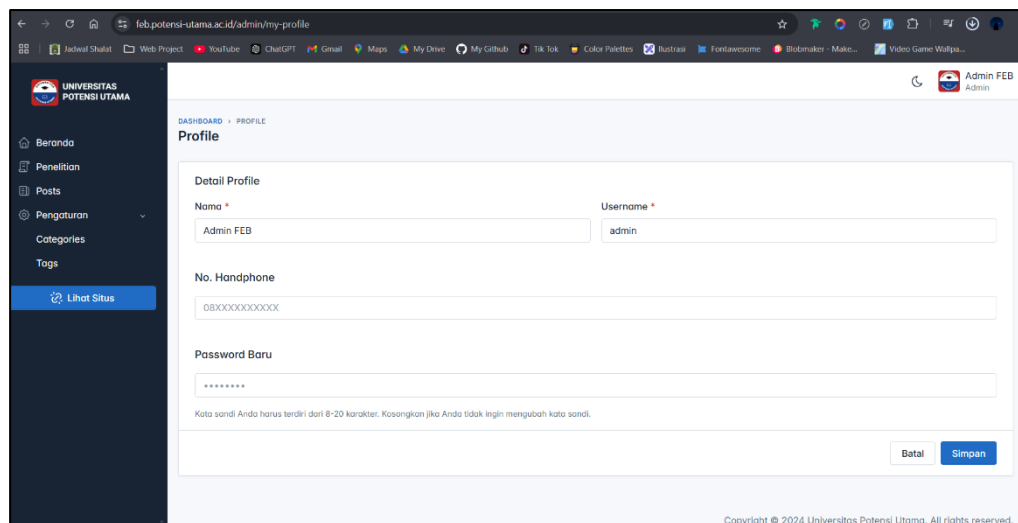 feb.potensi-utama.ac.id/admin/my-profile
Jadwal Shalat Web Project YouTube ChatGPT Gmail Maps My Drive My Github Tik Tok Color Palettes Ilustrasi Fontawesome Blobmaker - Make... Video Game Wallpa...
UNIVERSITAS
POTENSI UTAMA
Admin FEB
Admin
Beranda
Penelitian
Posts
Pengaturan
Categories
Tags
Lihat Situs
DASHBOARD › PROFILE
Profile
Detail Profile
Nama * Username *
Admin FEB admin
No. Handphone
08XXXXXXXXXX
Password Baru
••••••••
Kata sandi Anda harus terdiri dari 8-20 karakter. Kosongkan jika Anda tidak ingin mengubah kata sandi.
Batal Simpan
Copyright © 2024 Universitas Potensi Utama. All rights reserved.